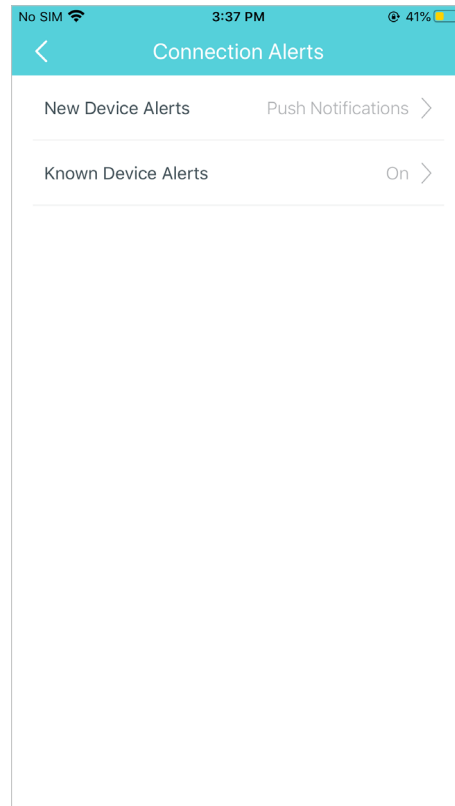 No SIM 3:37 PM 41%
Connection Alerts
New Device Alerts Push Notifications
Known Device Alerts On